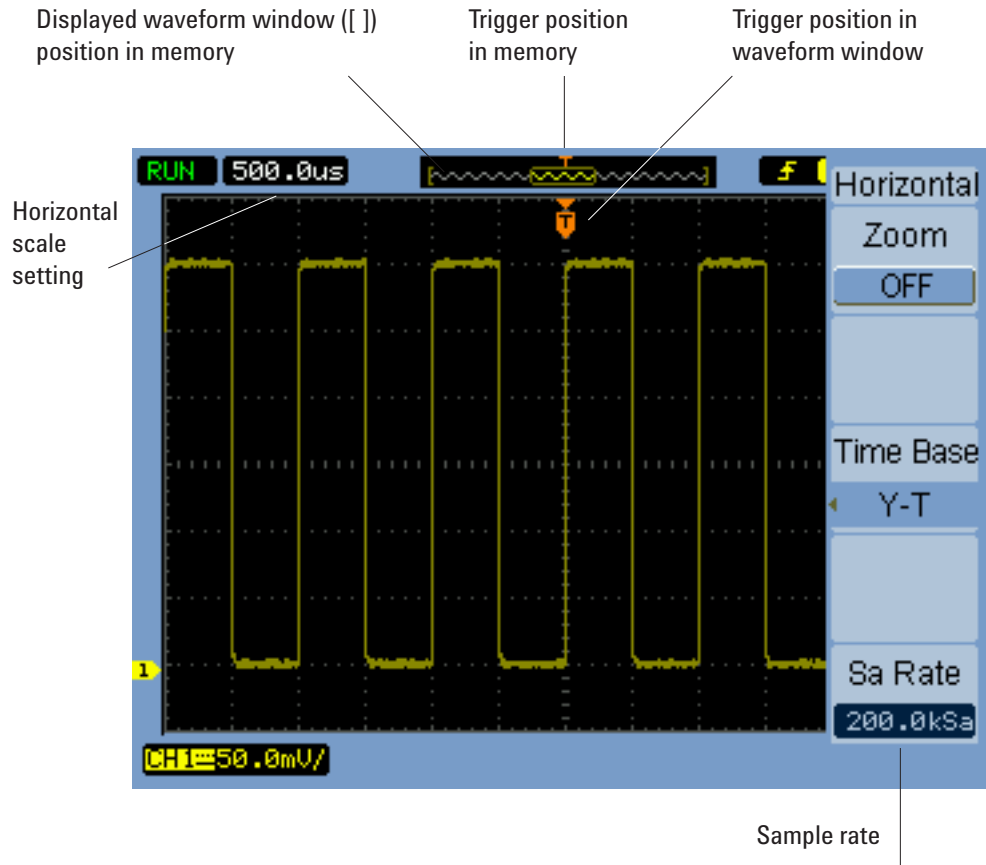 Displayed waveform window ([ ])
position in memory
Trigger position
in memory
Trigger position in
waveform window
RUN
500.0us
Horizontal
Horizontal
scale
setting
T
Zoom
OFF
Time Base
Y-T
1
Sa Rate
200.0kSa
CH1 50.0mV/
Sample rate